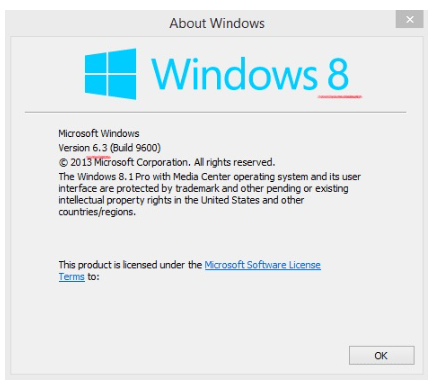 About Windows
Windows 8
Microsoft Windows
Version 6.3 (Build 9600)
© 2013 Microsoft Corporation. All rights reserved.
The Windows 8.1 Pro with Media Center operating system and its user
interface are protected by trademark and other pending or existing
intellectual property rights in the United States and other
countries/regions.
This product is licensed under the Microsoft Software License
Terms to:
OK